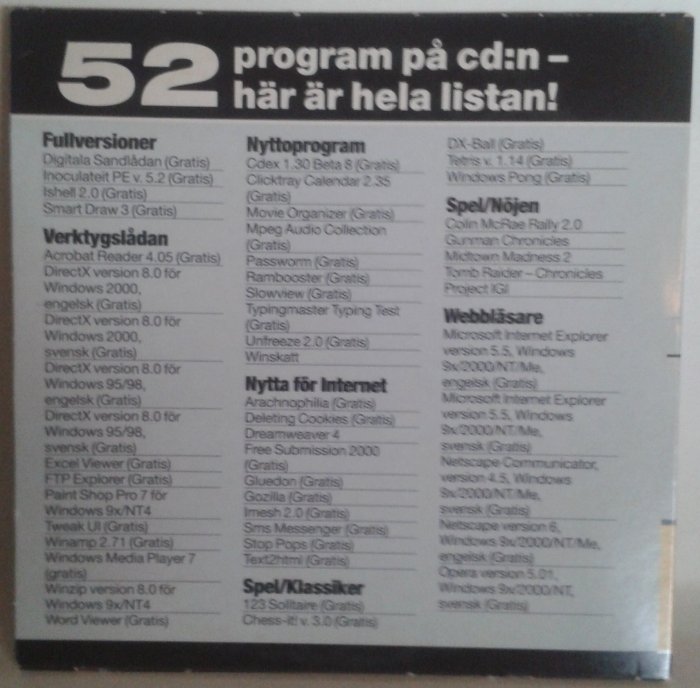 52 program på cd:n –
här är hela listan!
Fullversioner
Digitala Sandlådan (Gratis)
Inoculateit PE v. 5.2 (Gratis)
Ishell 2.0 (Gratis)
Smart Draw 3 (Gratis)
Verktygslådan
Acrobat Reader 4.05 (Gratis)
DirectX version 8.0 för
Windows 2000,
engelsk (Gratis)
DirectX version 8.0 för
Windows 2000,
svensk (Gratis)
DirectX version 8.0 för
Windows 95/98,
engelsk (Gratis)
DirectX version 8.0 för
Windows 95/98,
svensk (Gratis)
Excel Viewer (Gratis)
FTP Explorer (Gratis)
Paint Shop Pro 7 för
Windows 9x/NT4
Tweak UI (Gratis)
Winamp 2.71 (Gratis)
Windows Media Player 7
(gratis)
Winzip version 8.0 för
Windows 9x/NT4
Word Viewer (Gratis)
Nyttoprogram
Cdex 1.30 Beta 8 (Gratis)
Clicktray Calendar 2.35
(Gratis)
Movie Organizer (Gratis)
Mpeg Audio Collection
(Gratis)
Passworm (Gratis)
Rambooster (Gratis)
Slowview (Gratis)
Typingmaster Typing Test
(Gratis)
Unfreeze 2.0 (Gratis)
Winskatt
Nytta för Internet
Arachnophilia (Gratis)
Deleting Cookies (Gratis)
Dreamweaver 4
Free Submission 2000
(Gratis)
Gluedon (Gratis)
Gozilla (Gratis)
Imesh 2.0 (Gratis)
Sms Messenger (Gratis)
Stop Pops (Gratis)
Text2html (Gratis)
Spel/Klassiker
123 Solitaire (Gratis)
Chess-it! v. 3.0 (Gratis)
DX-Ball (Gratis)
Tetris v. 1.14 (Gratis)
Windows Pong (Gratis)
Spel/Nöjen
Colin McRae Rally 2.0
Gunman Chronicles
Midtown Madness 2
Tomb Raider – Chronicles
Project IGI
Webbläsare
Microsoft Internet Explorer
version 5.5, Windows
9x/2000/NT/Me,
engelsk (Gratis)
Microsoft Internet Explorer
version 5.5, Windows
9x/2000/NT/Me,
svensk (Gratis)
Netscape Communicator,
version 4.5, Windows
9x/2000/NT/Me,
svensk (Gratis)
Netscape version 6,
Windows 9x/2000/NT/Me,
engelsk (Gratis)
Opera version 5.01,
Windows 9x/2000/NT,
svensk (Gratis)